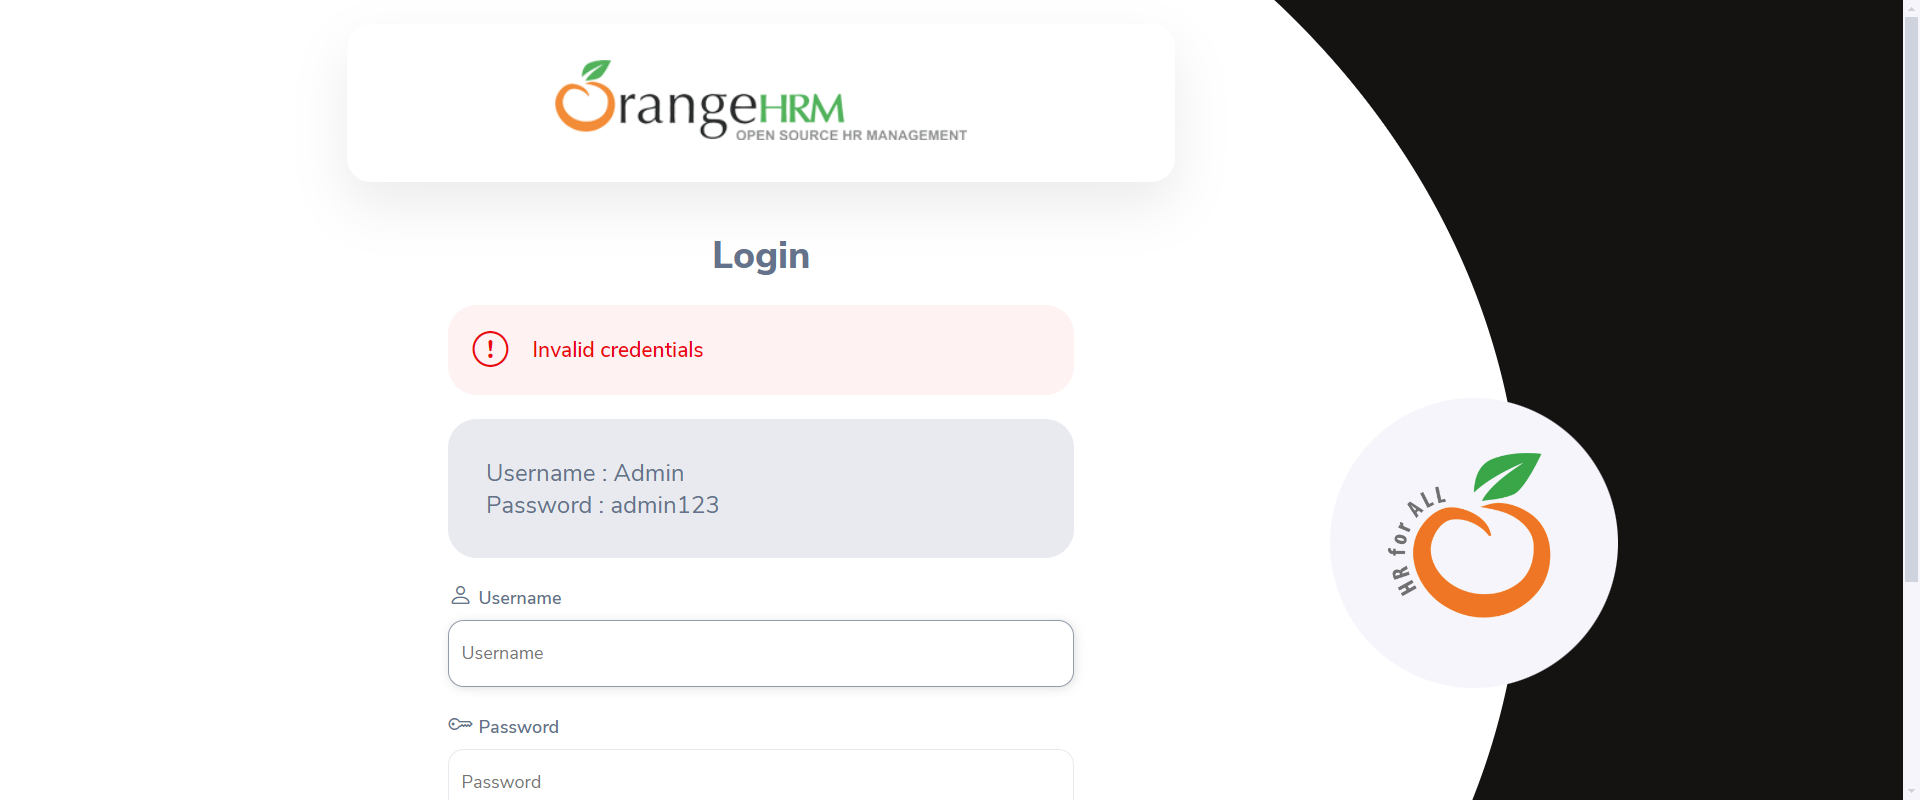 OrangeHRM
OPEN SOURCE HR MANAGEMENT
Login
Invalid credentials
Username : Admin
Password : admin123
Username
Username
Password
Password
HR for ALL